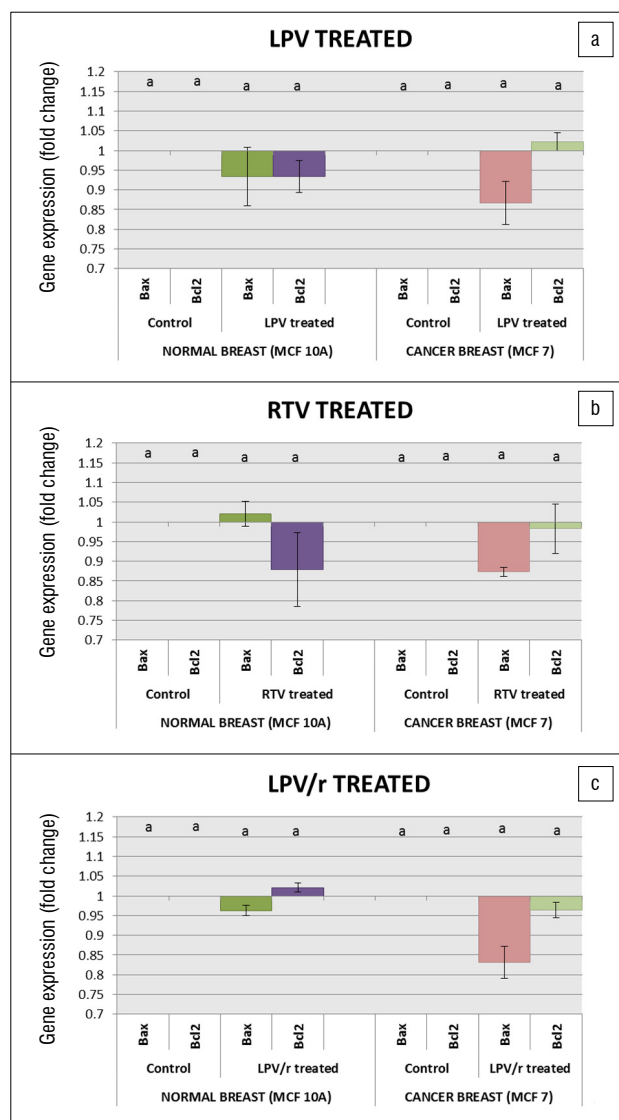 LPV TREATED
a
Gene expression (fold change)
1.2
1.15
1.1
1.05
1
0.95
0.9
0.85
0.8
0.75
0.7
a a a a a a a a
Bax Bcl2 Bax Bcl2 Bax Bcl2 Bax Bcl2
Control LPV treated Control LPV treated
NORMAL BREAST (MCF 10A) CANCER BREAST (MCF 7)
RTV TREATED
b
Gene expression (fold change)
1.2
1.15
1.1
1.05
1
0.95
0.9
0.85
0.8
0.75
0.7
a a a a a a a a
Bax Bcl2 Bax Bcl2 Bax Bcl2 Bax Bcl2
Control RTV treated Control RTV treated
NORMAL BREAST (MCF 10A) CANCER BREAST (MCF 7)
LPV/r TREATED
c
Gene expression (fold change)
1.2
1.15
1.1
1.05
1
0.95
0.9
0.85
0.8
0.75
0.7
a a a a a a a a
Bax Bcl2 Bax Bcl2 Bax Bcl2 Bax Bcl2
Control LPV/r treated Control LPV/r treated
NORMAL BREAST (MCF 10A) CANCER BREAST (MCF 7)